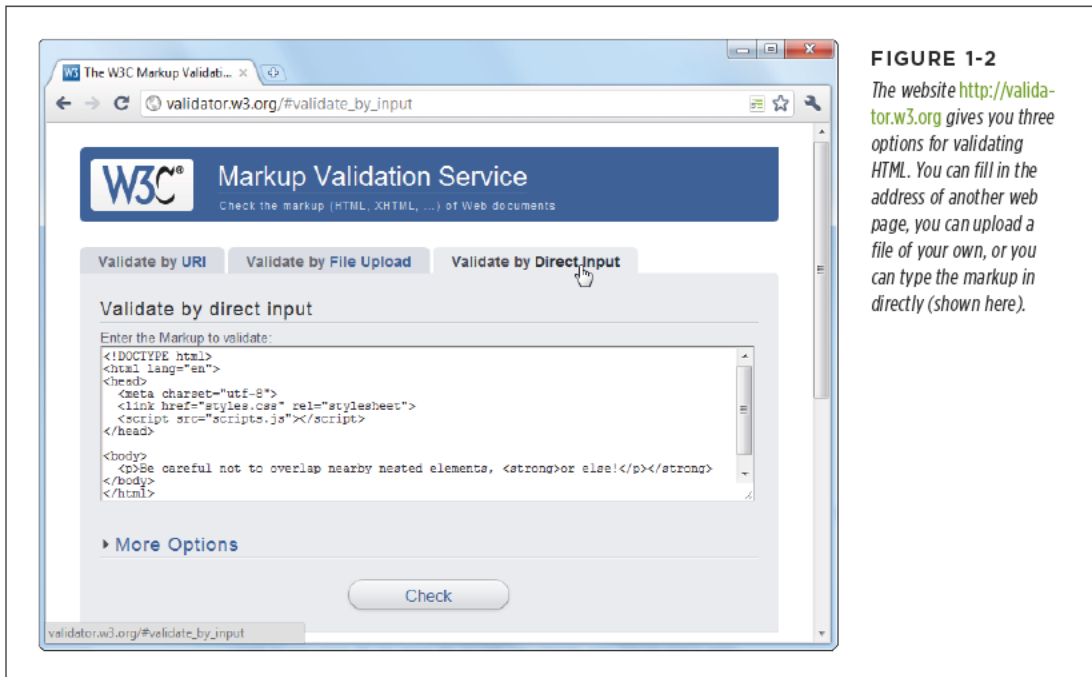 The W3C Markup Validati...
validator.w3.org/#validate_by_input
W3C®
Markup Validation Service
Check the markup (HTML, XHTML, ...) of Web documents
Validate by URI
Validate by File Upload
Validate by Direct Input
Validate by direct input
Enter the Markup to validate:
<!DOCTYPE html>
<html lang="en">
<head>
<meta charset="utf-8">
<link href="styles.css" rel="stylesheet">
<script src="scripts.js"></script>
</head>
<body>
<p>Be careful not to overlap nearby nested elements, <strong>or else!</p></strong>
</body>
</html>
More Options
Check
validator.w3.org/#validate_by_input
FIGURE 1-2
The website http://valida-
tor.w3.org gives you three
options for validating
HTML. You can fill in the
address of another web
page, you can upload a
file of your own, or you
can type the markup in
directly (shown here).